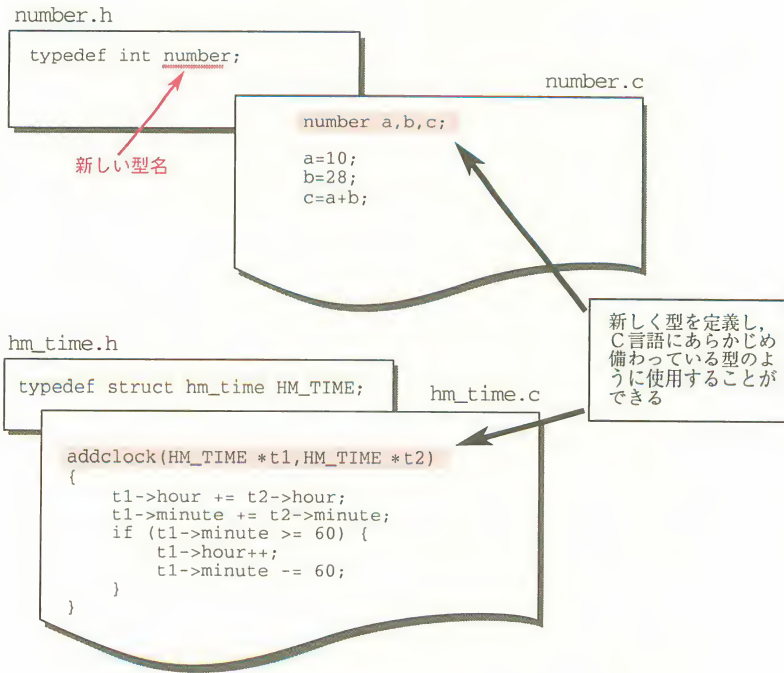 number.h
typedef int number;
新しい型名
number.c
number a,b,c;
a=10;
b=28;
c=a+b;
新しく型を定義し，
C言語にあらかじめ
備わっている型のよ
うに使用することが
できる
hm_time.h
typedef struct hm_time HM_TIME;
hm_time.c
addclock(HM_TIME *t1,HM_TIME *t2)
{
    t1->hour += t2->hour;
    t1->minute += t2->minute;
    if (t1->minute >= 60) {
        t1->hour++;
        t1->minute -= 60;
    }
}